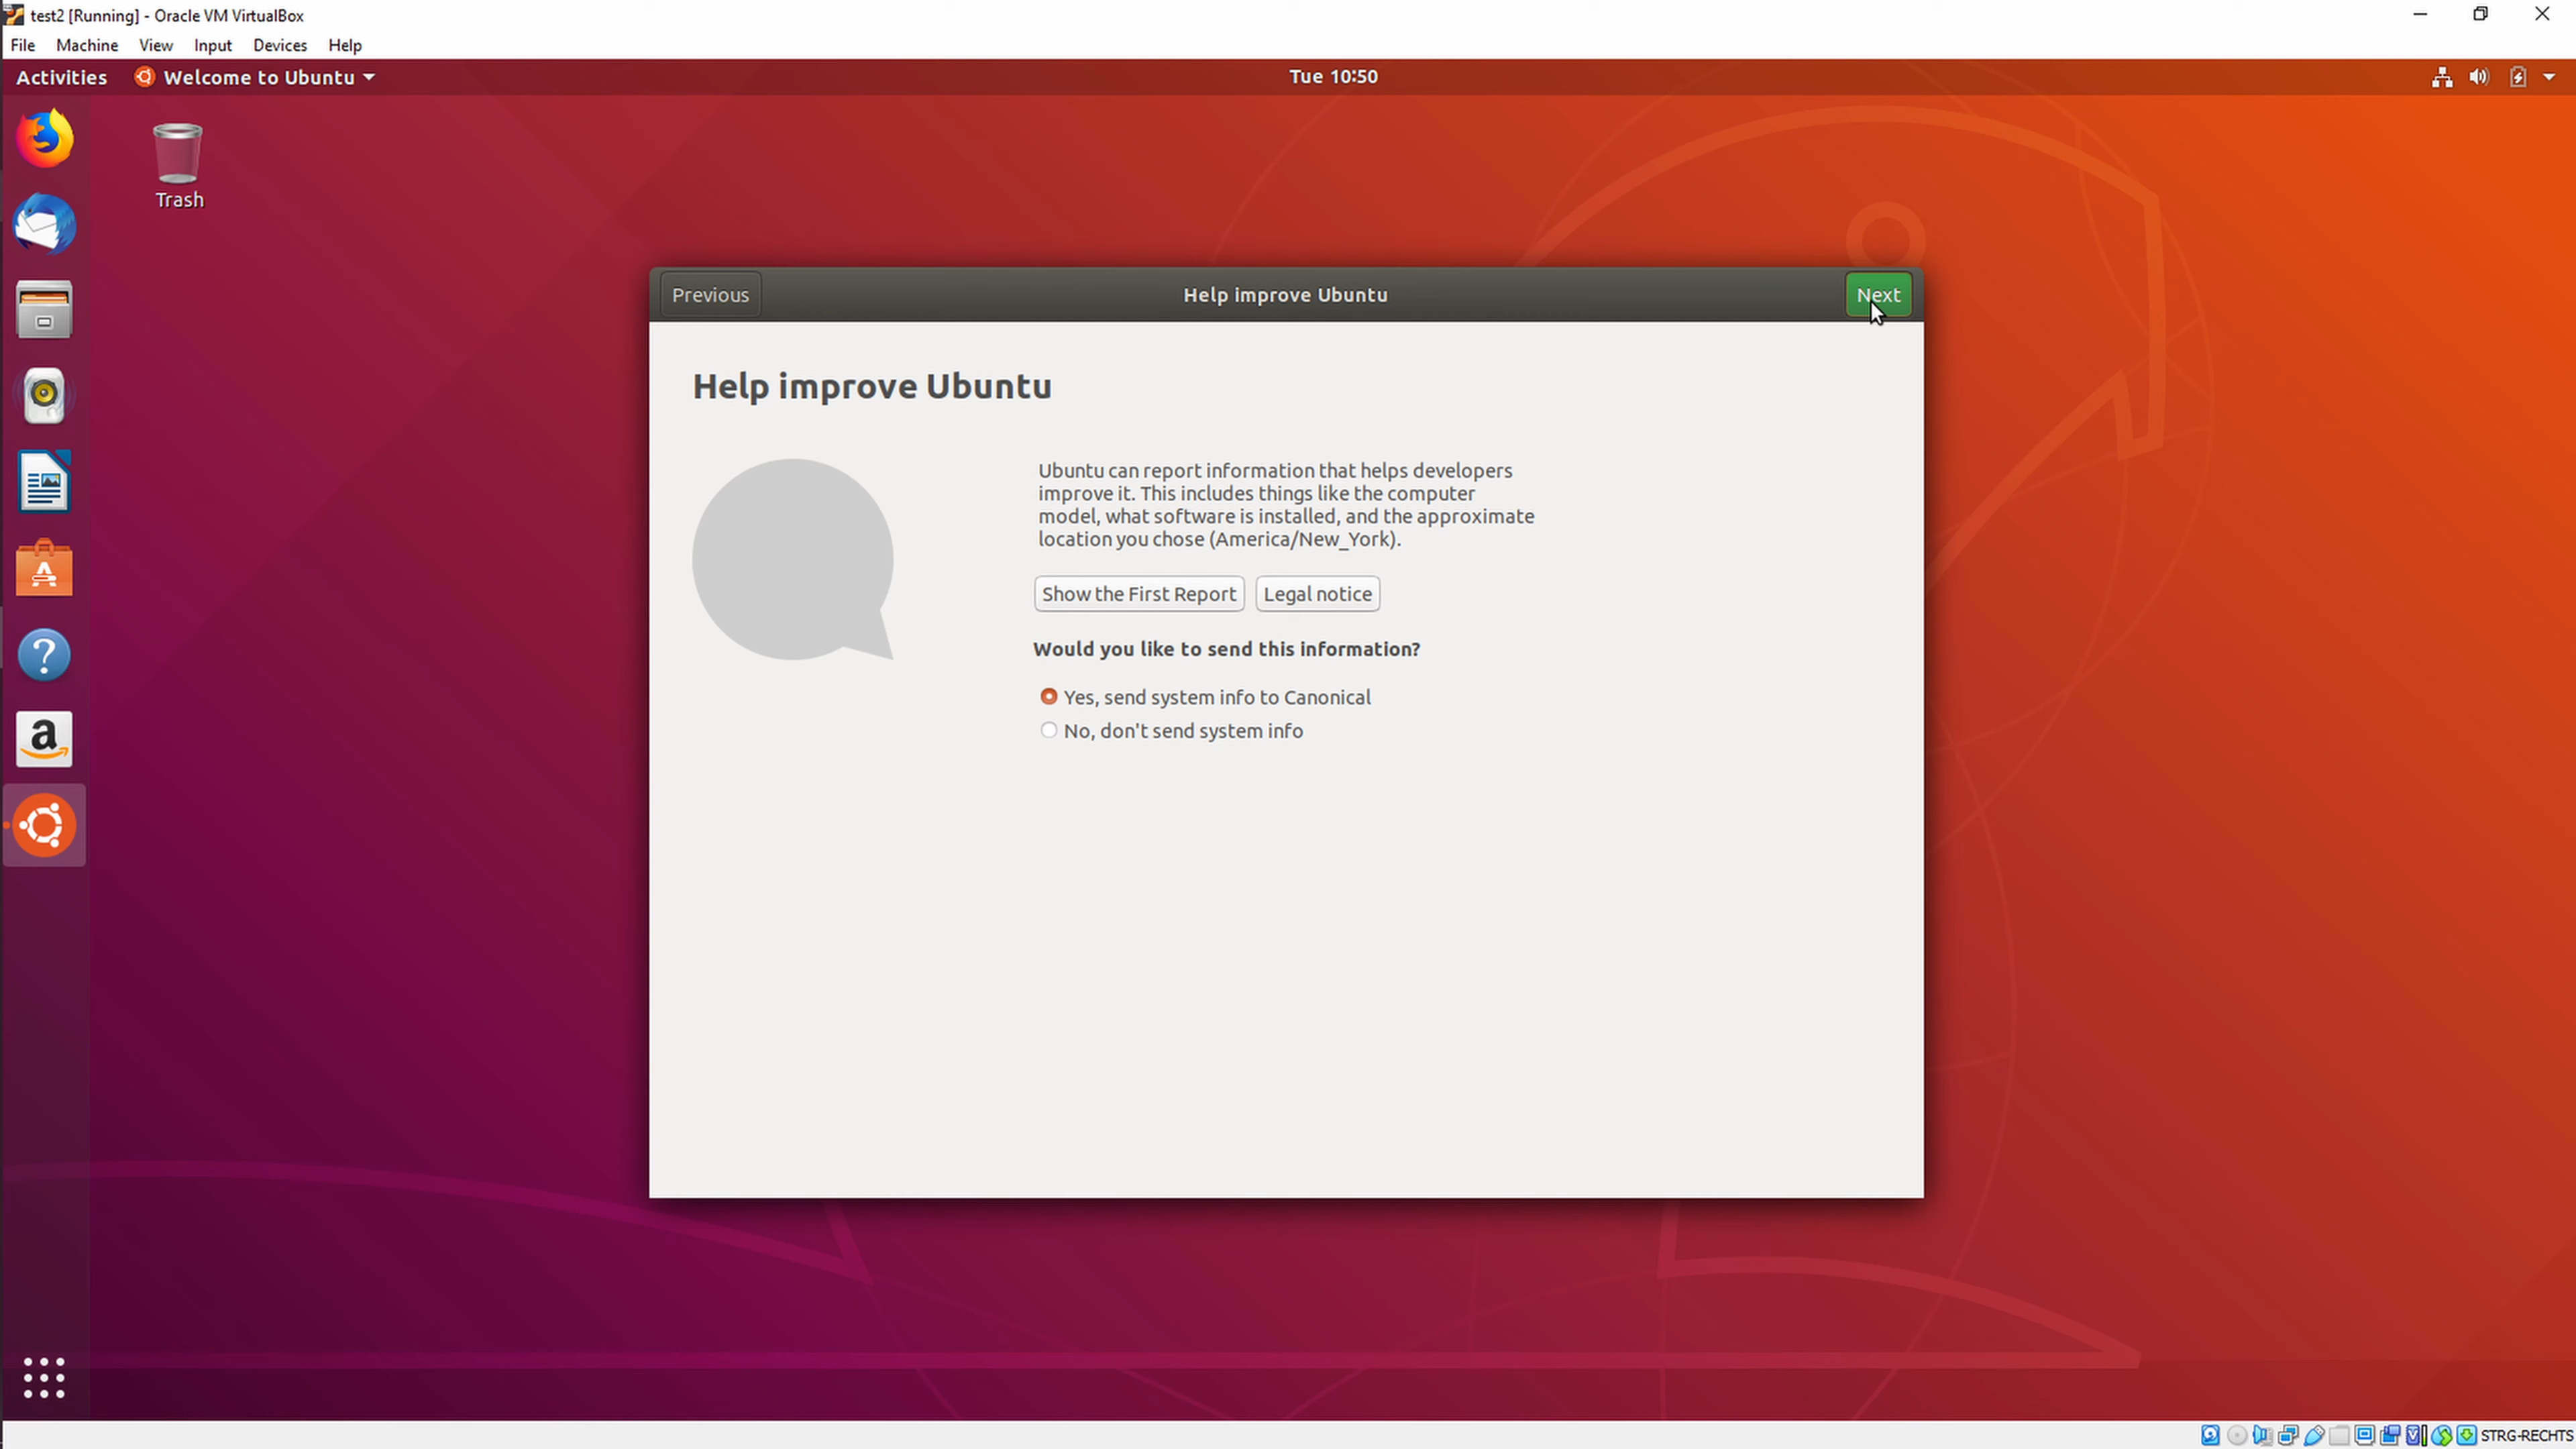 test2 [Running] - Oracle VM VirtualBox
File Machine View Input Devices Help
Activities Welcome to Ubuntu Tue 10:50
Trash
Previous Help improve Ubuntu Next
Help improve Ubuntu
Ubuntu can report information that helps developers
improve it. This includes things like the computer
model, what software is installed, and the approximate
location you chose (America/New_York).
Show the First Report Legal notice
Would you like to send this information?
Yes, send system info to Canonical
No, don't send system info
STRG-RECHTS